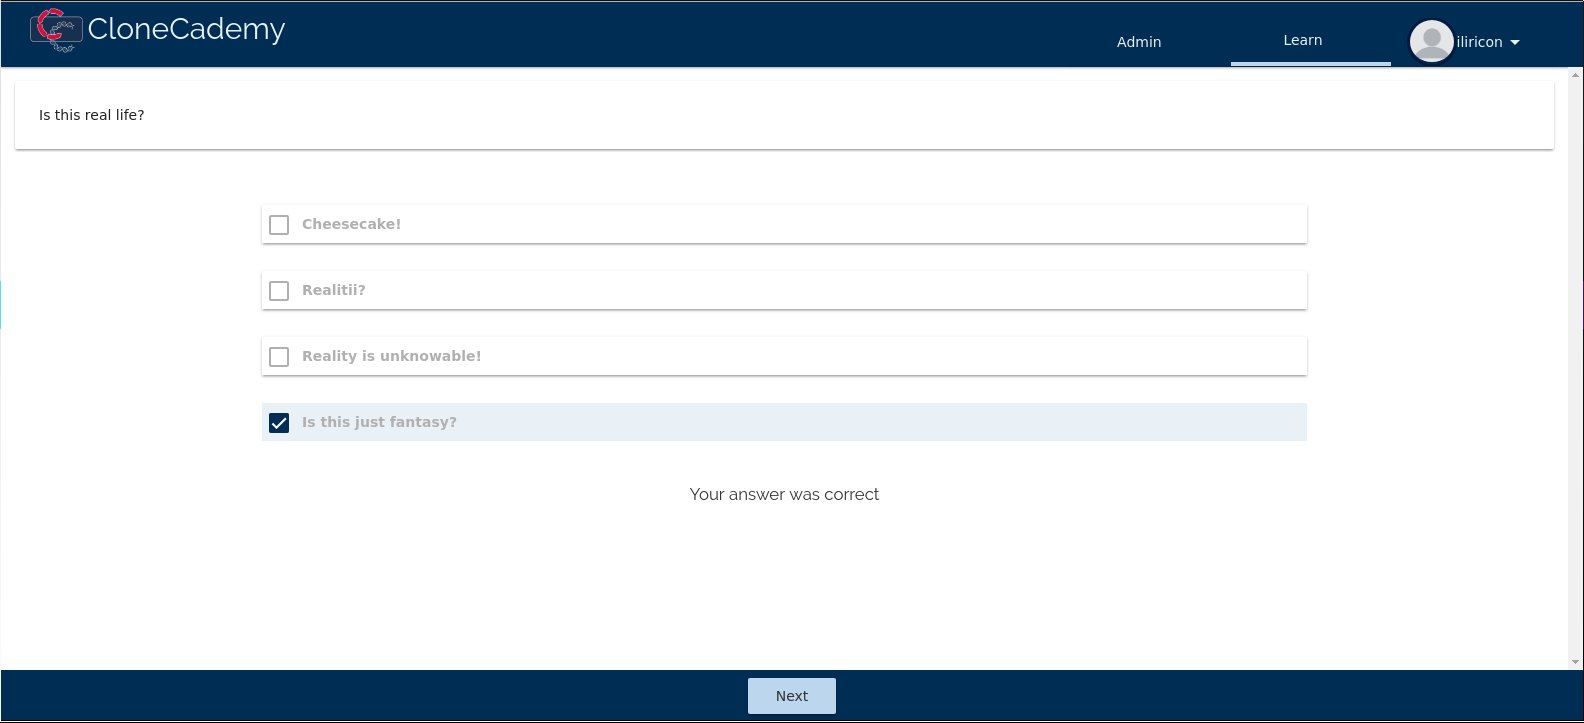 CloneCademy
Admin
Learn
iliricon
Is this real life?
Cheesecake!
Realitii?
Reality is unknowable!
Is this just fantasy?
Your answer was correct
Next